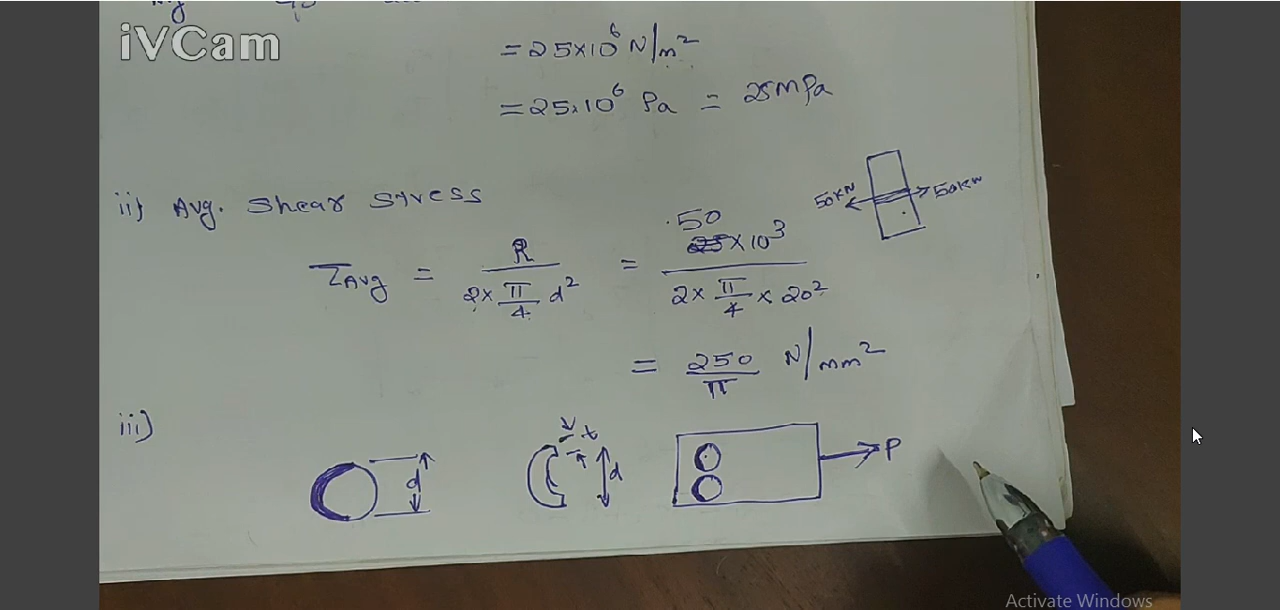 iVCam
= 25×10⁶ N/m²
= 25×10⁶ Pa = 25MPa
50KN 50KN
ii) Avg. Shear Stress
τAvg = R / 2× π/4 d² = 50 ×10³ / 2× π/4 × 20²
= 250/π N/mm²
iii)
d t d P
Activate Windows